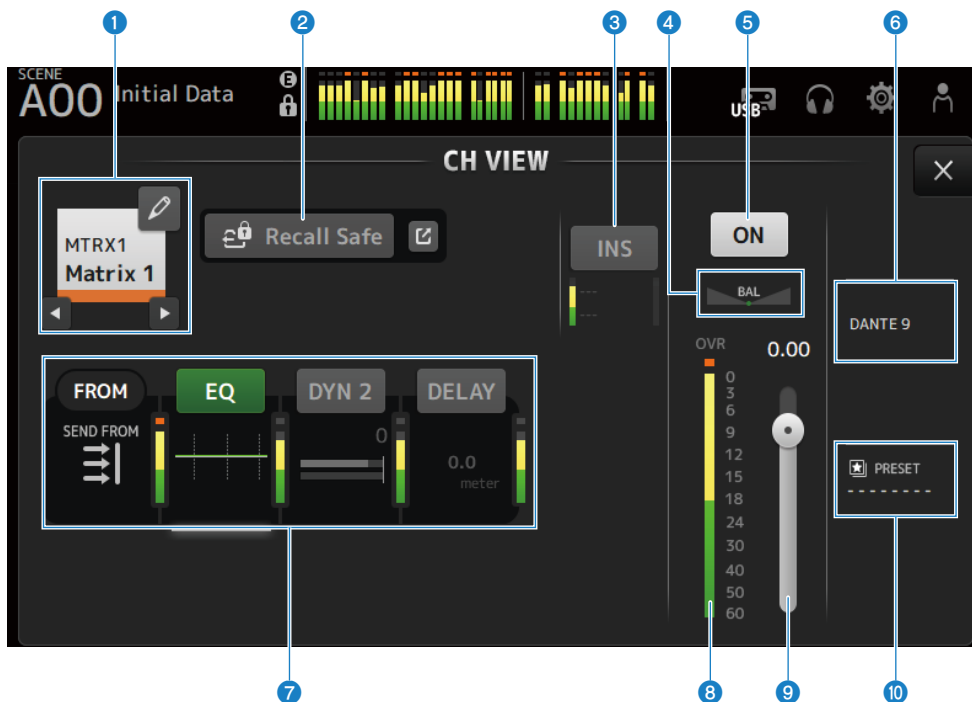 1 2 3 4 5 6
SCENE
A00 Initial Data E
USB
CH VIEW
MTRX1
Matrix 1
Recall Safe
INS
---
---
ON
BAL
DANTE 9
OVR 0.00
0
3
6
9
12
15
18
24
30
40
50
60
FROM EQ DYN 2 DELAY
SEND FROM
0
0.0
meter
PRESET
--------
7 8 9 10